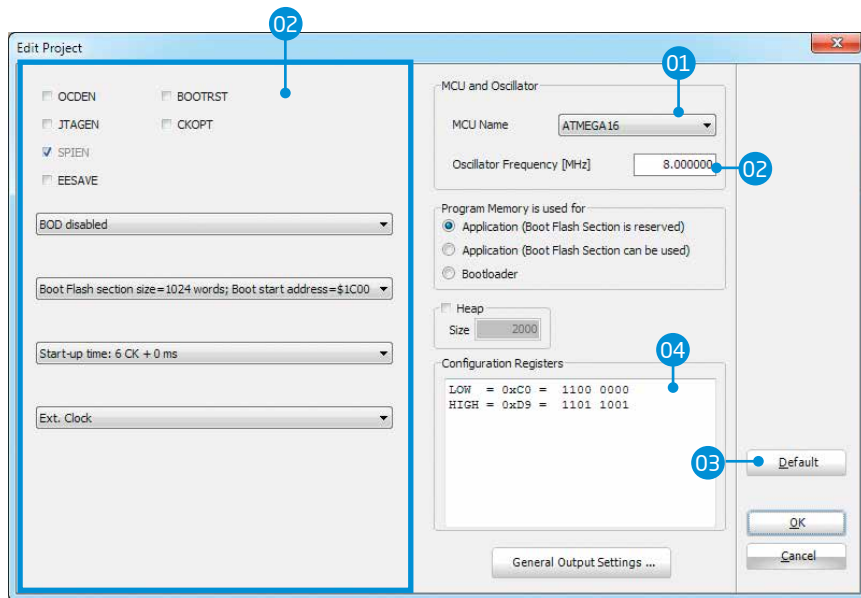 02
Edit Project
01
OCDEN
BOOTRST
JTAGEN
CKOPT
SPIEN
EESAVE
BOD disabled
Boot Flash section size=1024 words; Boot start address=$1C00
Start-up time: 6 CK + 0 ms
Ext. Clock
MCU and Oscillator
MCU Name
ATMEGA16
Oscillator Frequency [MHz]
8.000000
02
Program Memory is used for
Application (Boot Flash Section is reserved)
Application (Boot Flash Section can be used)
Bootloader
Heap
Size
2000
04
Configuration Registers
LOW = 0xC0 = 1100 0000
HIGH = 0xD9 = 1101 1001
General Output Settings ...
03
Default
OK
Cancel